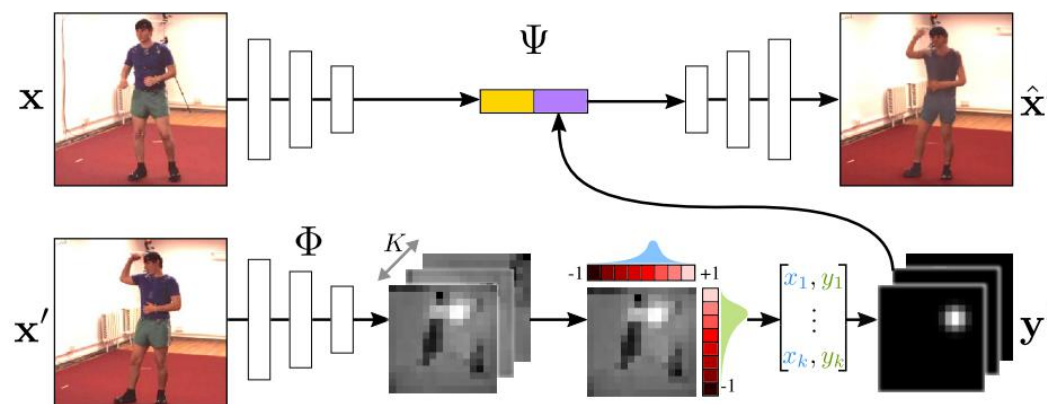 Ψ
x
x̂
Φ
K
-1
+1
-1
x₁, y₁
⋮
xₖ, yₖ
x′
y